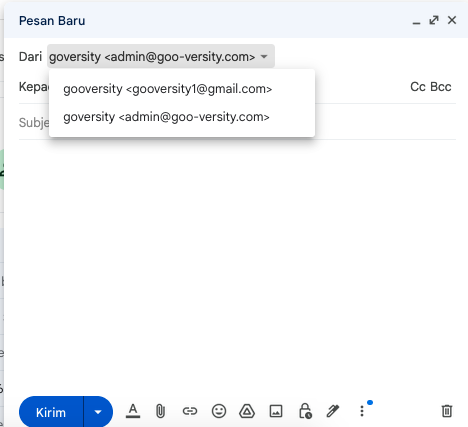 Pesan Baru
Dari goversity <admin@goo-versity.com>
Kepa Cc Bcc
gooversity <gooversity1@gmail.com>
goversity <admin@goo-versity.com>
Subje
Kirim